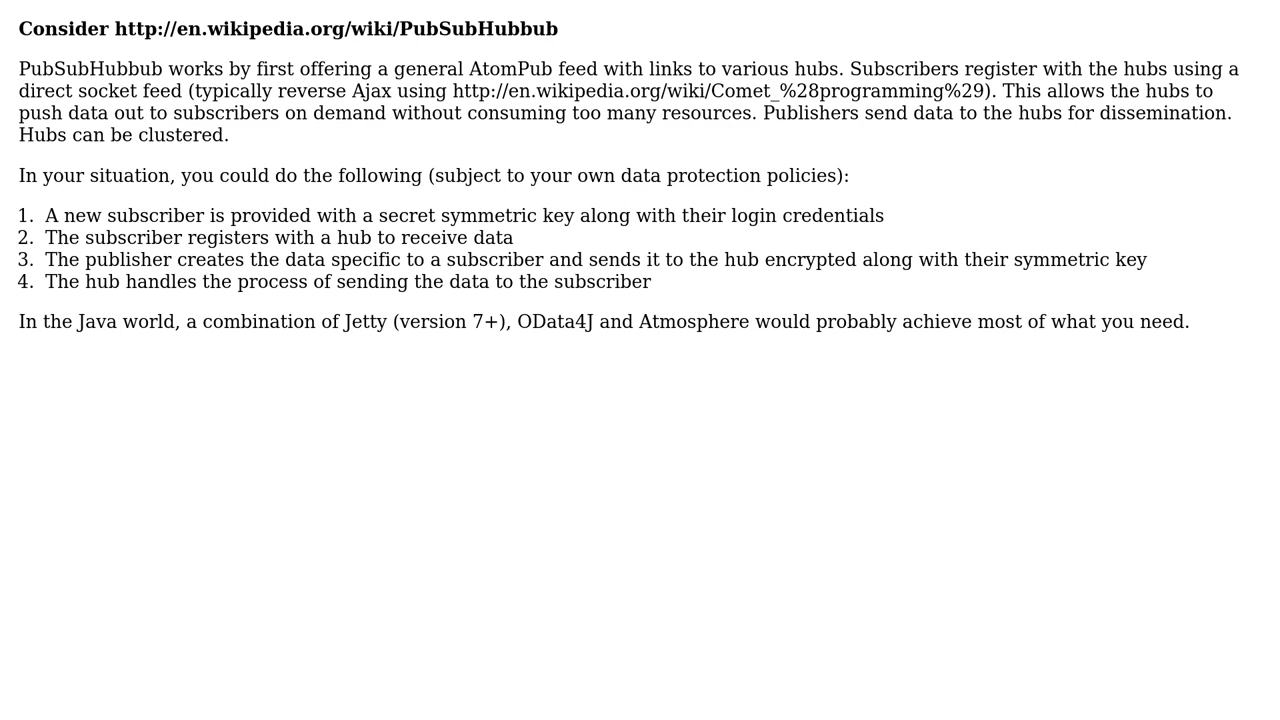 Consider http://en.wikipedia.org/wiki/PubSubHubbub
PubSubHubbub works by first offering a general AtomPub feed with links to various hubs. Subscribers register with the hubs using a
direct socket feed (typically reverse Ajax using http://en.wikipedia.org/wiki/Comet_%28programming%29). This allows the hubs to
push data out to subscribers on demand without consuming too many resources. Publishers send data to the hubs for dissemination.
Hubs can be clustered.
In your situation, you could do the following (subject to your own data protection policies):
1. A new subscriber is provided with a secret symmetric key along with their login credentials
2. The subscriber registers with a hub to receive data
3. The publisher creates the data specific to a subscriber and sends it to the hub encrypted along with their symmetric key
4. The hub handles the process of sending the data to the subscriber
In the Java world, a combination of Jetty (version 7+), OData4J and Atmosphere would probably achieve most of what you need.